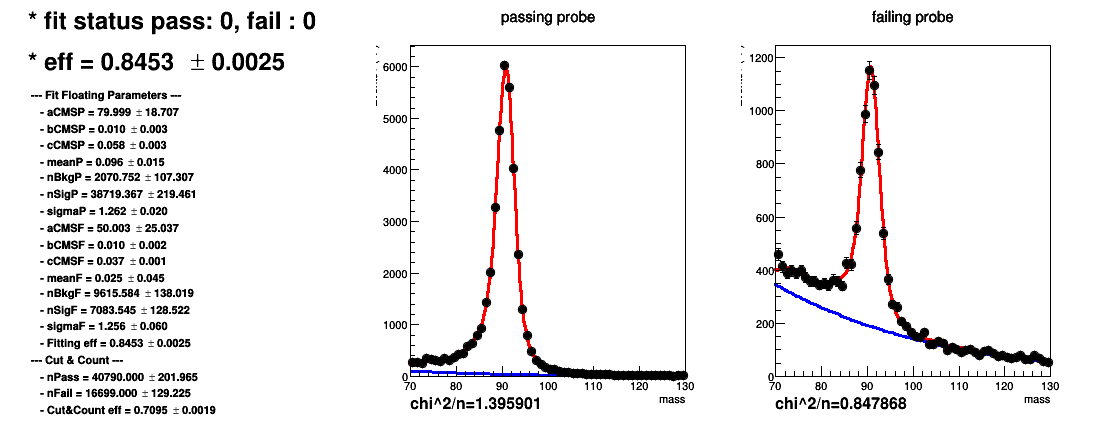 * fit status pass: 0, fail : 0
* eff = 0.8453 ± 0.0025
--- Fit Floating Parameters ---
- aCMSP = 79.999 ± 18.707
- bCMSP = 0.010 ± 0.003
- cCMSP = 0.058 ± 0.003
- meanP = 0.096 ± 0.015
- nBkgP = 2070.752 ± 107.307
- nSigP = 38719.367 ± 219.461
- sigmaP = 1.262 ± 0.020
- aCMSF = 50.003 ± 25.037
- bCMSF = 0.010 ± 0.002
- cCMSF = 0.037 ± 0.001
- meanF = 0.025 ± 0.045
- nBkgF = 9615.584 ± 138.019
- nSigF = 7083.545 ± 128.522
- sigmaF = 1.256 ± 0.060
- Fitting eff = 0.8453 ± 0.0025
--- Cut & Count ---
- nPass = 40790.000 ± 201.965
- nFail = 16699.000 ± 129.225
- Cut&Count eff = 0.7095 ± 0.0019
passing probe
6000
5000
4000
3000
2000
1000
0
70 80 90 100 110 120 130
mass
chi^2/n=1.395901
failing probe
1200
1000
800
600
400
200
0
70 80 90 100 110 120 130
mass
chi^2/n=0.847868